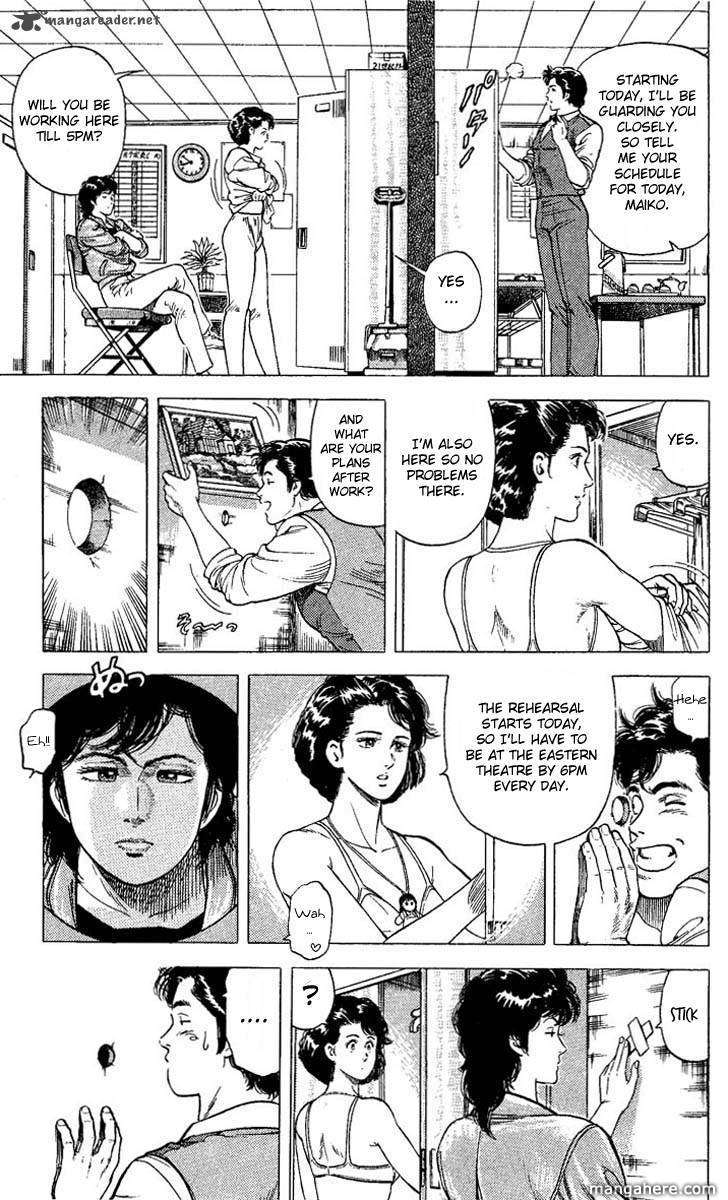 mangareader.net
WILL YOU BE
WORKING HERE
TILL 5PM?
STARTING
TODAY, I'LL BE
GUARDING YOU
CLOSELY.
SO TELL
ME YOUR
SCHEDULE
FOR TODAY,
MAIKO.
YES
...
YES.
I'M ALSO
HERE SO NO
PROBLEMS
THERE.
AND
WHAT
ARE YOUR
PLANS
AFTER
WORK?
Hehe
...
THE REHEARSAL
STARTS TODAY,
SO I'LL HAVE TO
BE AT THE EASTERN
THEATRE BY 6PM
EVERY DAY.
Wah
...
♡
ぬっ
Eh!!
STICK
?
....
mangahere.com